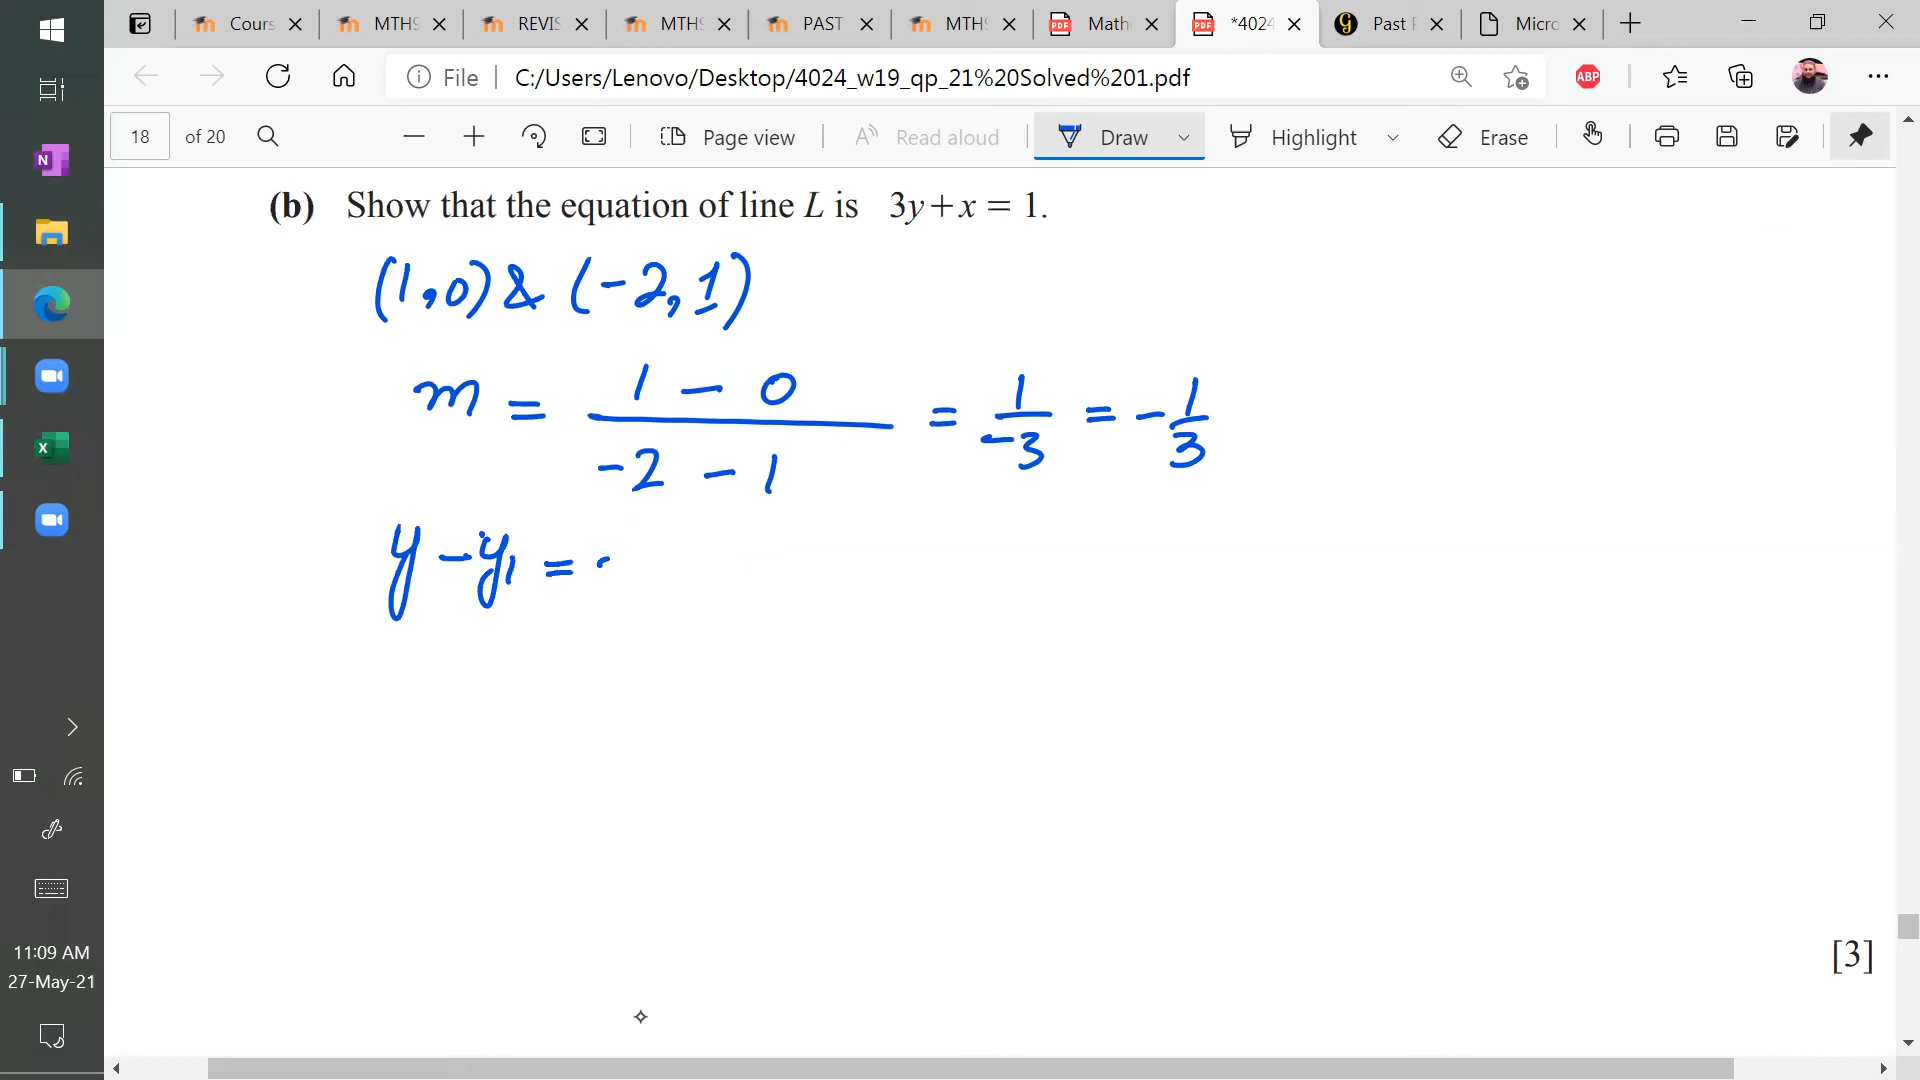 Cours
MTHS
REVIS
MTHS
PAST
MTHS
Math
*4024
Past P
Micro
File
C:/Users/Lenovo/Desktop/4024_w19_qp_21%20Solved%201.pdf
ABP
18 of 20
Page view
Read aloud
Draw
Highlight
Erase
(b) Show that the equation of line L is 3y+x = 1.
(1,0) & (-2,1)
m = 1 - 0 / -2 - 1 = 1/-3 = -1/3
y - y₁ =
[3]
11:09 AM
27-May-21